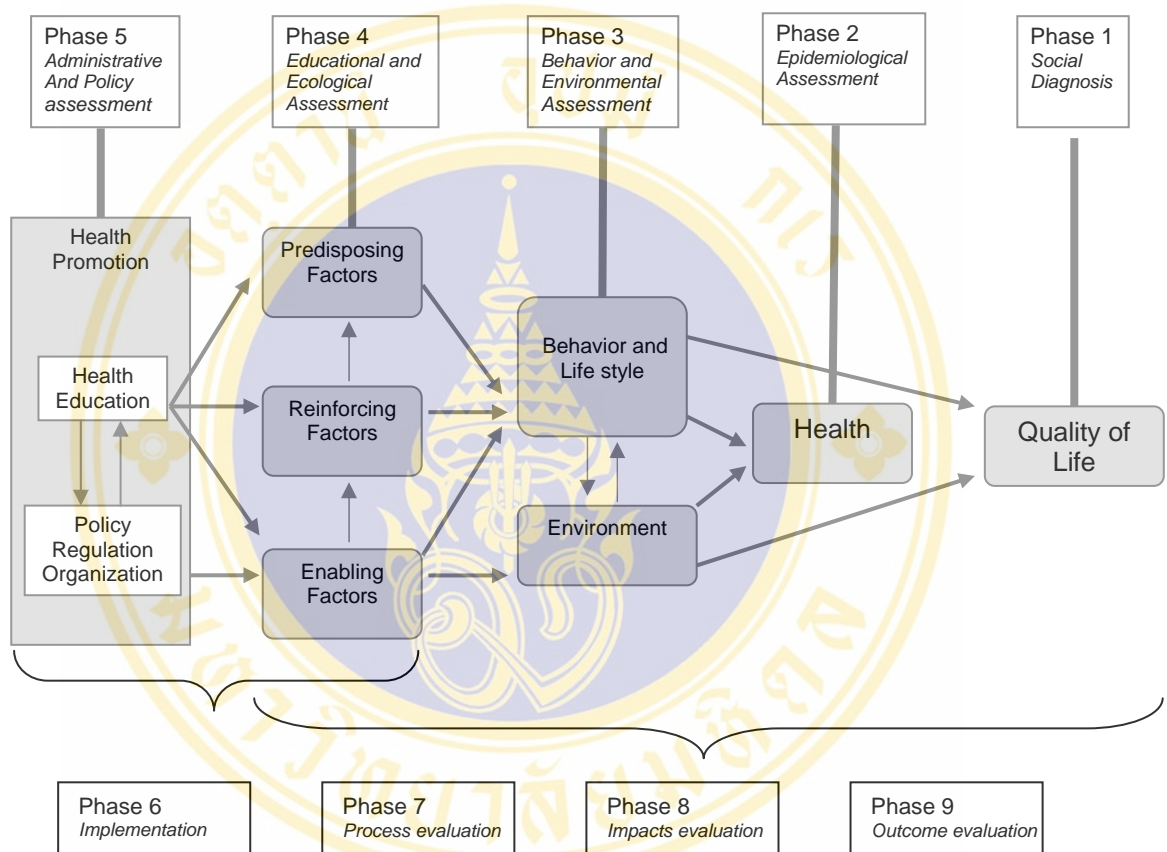 Phase 5
Administrative
And Policy
assessment
Phase 4
Educational and
Ecological
Assessment
Phase 3
Behavior and
Environmental
Assessment
Phase 2
Epidemiological
Assessment
Phase 1
Social
Diagnosis
Health
Promotion
Health
Education
Policy
Regulation
Organization
Predisposing
Factors
Reinforcing
Factors
Enabling
Factors
Behavior and
Life style
Environment
Health
Quality of
Life
Phase 6
Implementation
Phase 7
Process evaluation
Phase 8
Impacts evaluation
Phase 9
Outcome evaluation